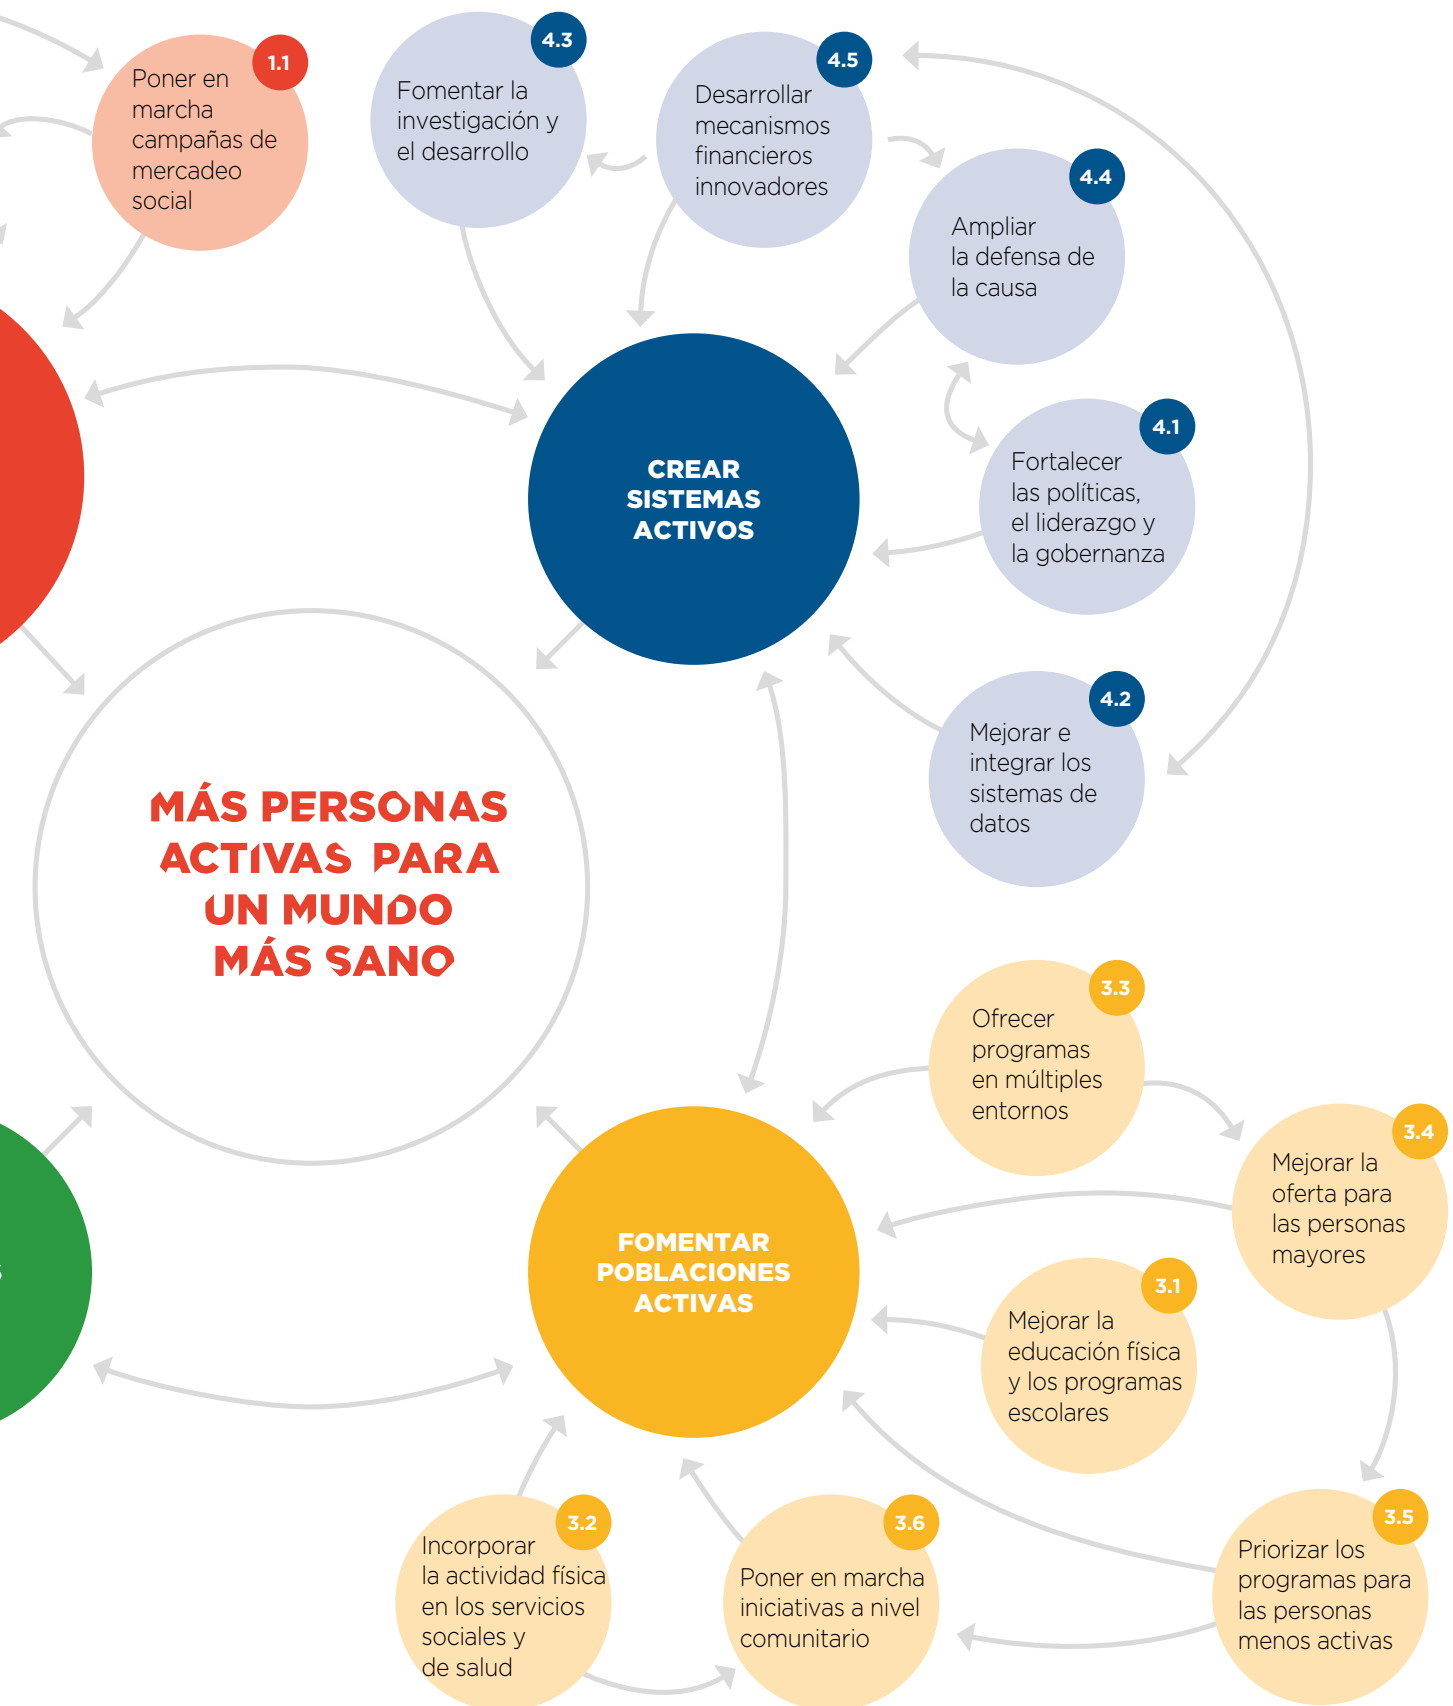 1.1
Poner en
marcha
campañas de
mercadeo
social
4.3
Fomentar la
investigación y
el desarrollo
4.5
Desarrollar
mecanismos
financieros
innovadores
4.4
Ampliar
la defensa de
la causa
4.1
Fortalecer
las políticas,
el liderazgo y
la gobernanza
CREAR
SISTEMAS
ACTIVOS
4.2
Mejorar e
integrar los
sistemas de
datos
MÁS PERSONAS
ACTIVAS PARA
UN MUNDO
MÁS SANO
3.3
Ofrecer
programas
en múltiples
entornos
3.4
Mejorar la
oferta para
las personas
mayores
FOMENTAR
POBLACIONES
ACTIVAS
3.1
Mejorar la
educación física
y los programas
escolares
3.2
Incorporar
la actividad física
en los servicios
sociales y
de salud
3.6
Poner en marcha
iniciativas a nivel
comunitario
3.5
Priorizar los
programas para
las personas
menos activas